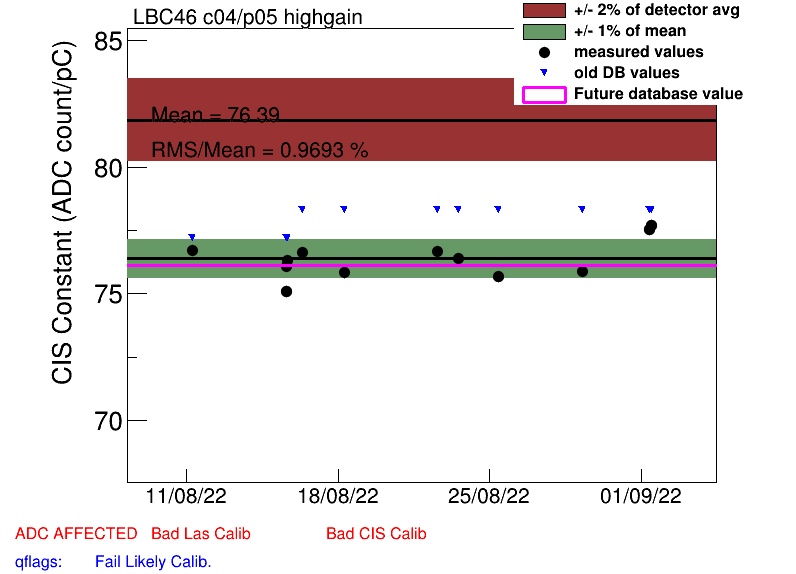 LBC46 c04/p05 highgain
+/- 2% of detector avg
+/- 1% of mean
measured values
old DB values
Future database value
CIS Constant (ADC count/pC)
85
80
75
70
Mean = 76.39
RMS/Mean = 0.9693 %
11/08/22 18/08/22 25/08/22 01/09/22
ADC AFFECTED Bad Las Calib Bad CIS Calib
qflags: Fail Likely Calib.